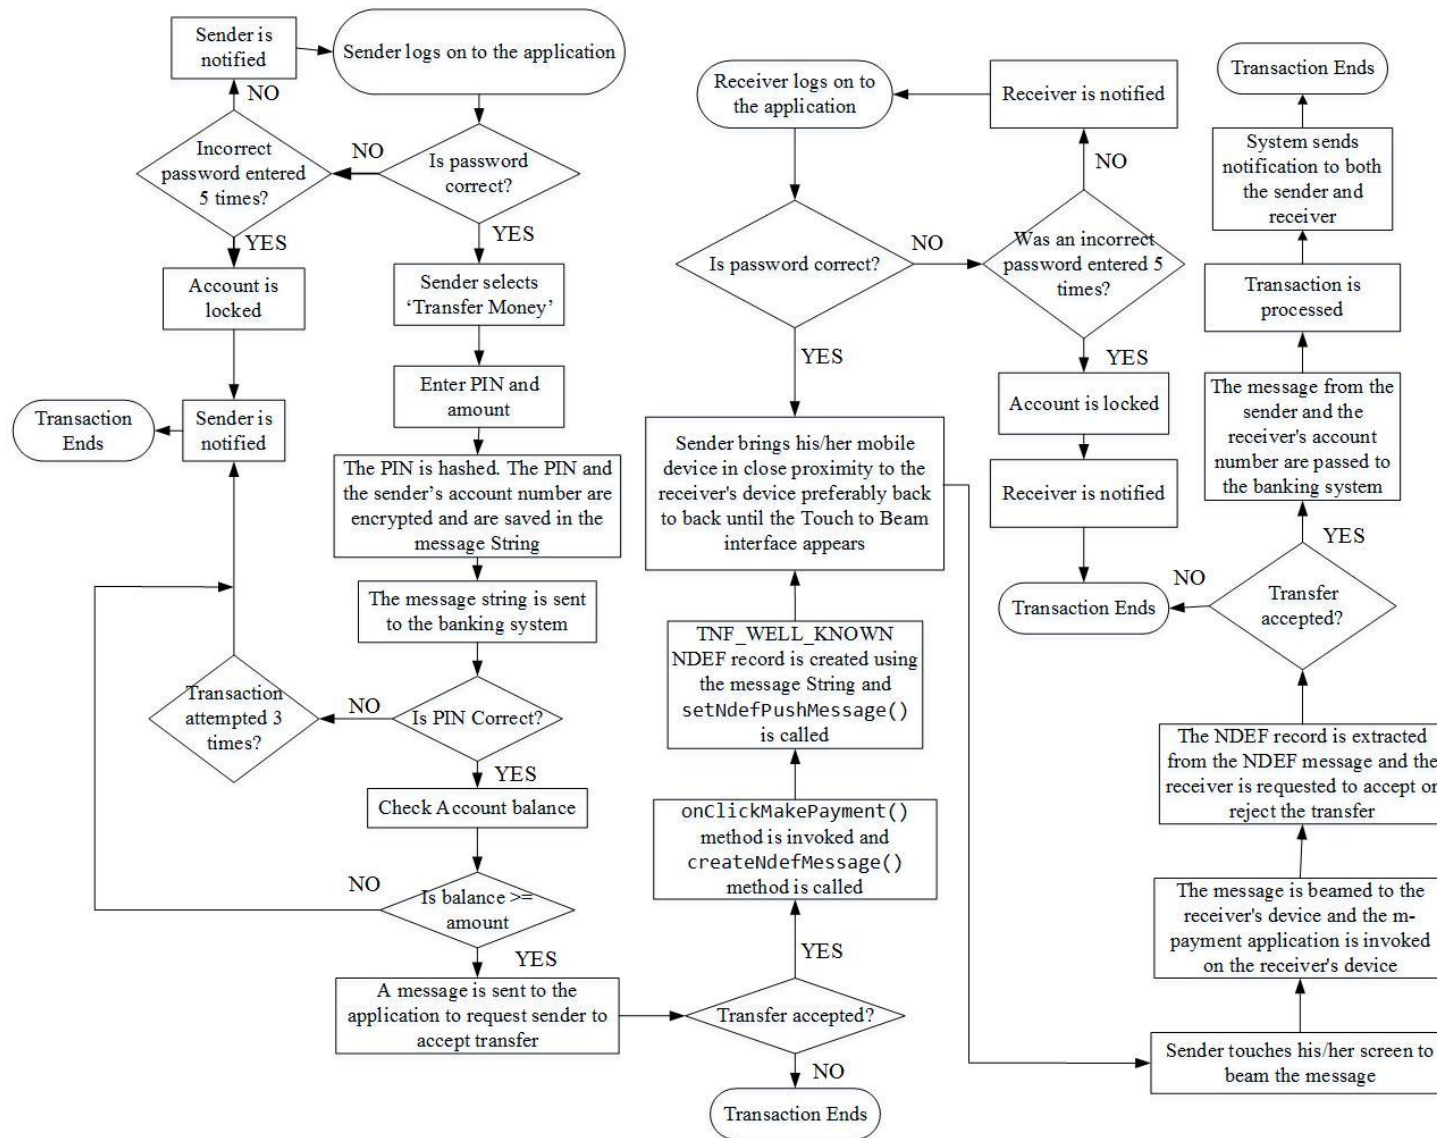 Sender is
notified
Sender logs on to the application
NO
Incorrect
password entered
5 times?
NO
Is password
correct?
YES
YES
Account is
locked
Sender selects
‘Transfer Money’
Enter PIN and
amount
Transaction
Ends
Sender is
notified
The PIN is hashed. The PIN and
the sender’s account number are
encrypted and are saved in the
message String
The message string is sent
to the banking system
Transaction
attempted 3
times?
NO
Is PIN Correct?
YES
Check Account balance
NO
Is balance >=
amount
YES
A message is sent to the
application to request sender to
accept transfer
Receiver logs on to
the application
Receiver is notified
NO
Is password correct?
NO
Was an incorrect
password entered 5
times?
YES
YES
Account is locked
Receiver is notified
Transaction Ends
Sender brings his/her mobile
device in close proximity to the
receiver's device preferably back
to back until the Touch to Beam
interface appears
TNF_WELL_KNOWN
NDEF record is created using
the message String and
setNdefPushMessage()
is called
onClickMakePayment()
method is invoked and
createNdefMessage()
method is called
YES
Transfer accepted?
NO
Transaction Ends
Transaction Ends
System sends
notification to both
the sender and
receiver
Transaction is
processed
The message from the
sender and the
receiver's account
number are passed to
the banking system
YES
NO
Transfer
accepted?
The NDEF record is extracted
from the NDEF message and the
receiver is requested to accept or
reject the transfer
The message is beamed to the
receiver's device and the m-
payment application is invoked
on the receiver's device
Sender touches his/her screen to
beam the message